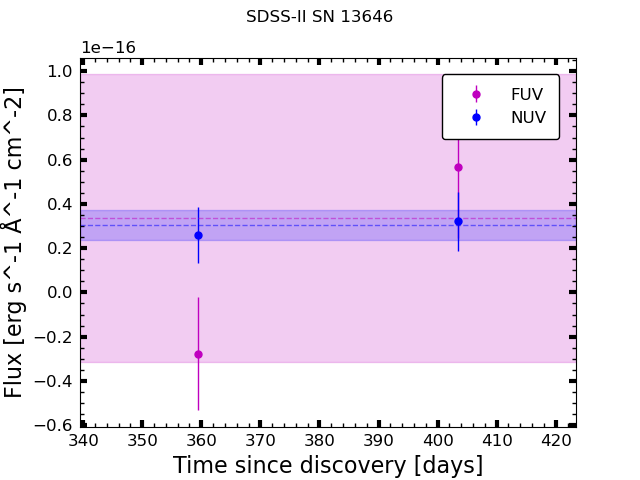 SDSS-II SN 13646
1e−16
1.0
0.8
0.6
0.4
0.2
0.0
−0.2
−0.4
−0.6
Flux [erg s^-1 Å^-1 cm^-2]
FUV
NUV
340 350 360 370 380 390 400 410 420
Time since discovery [days]